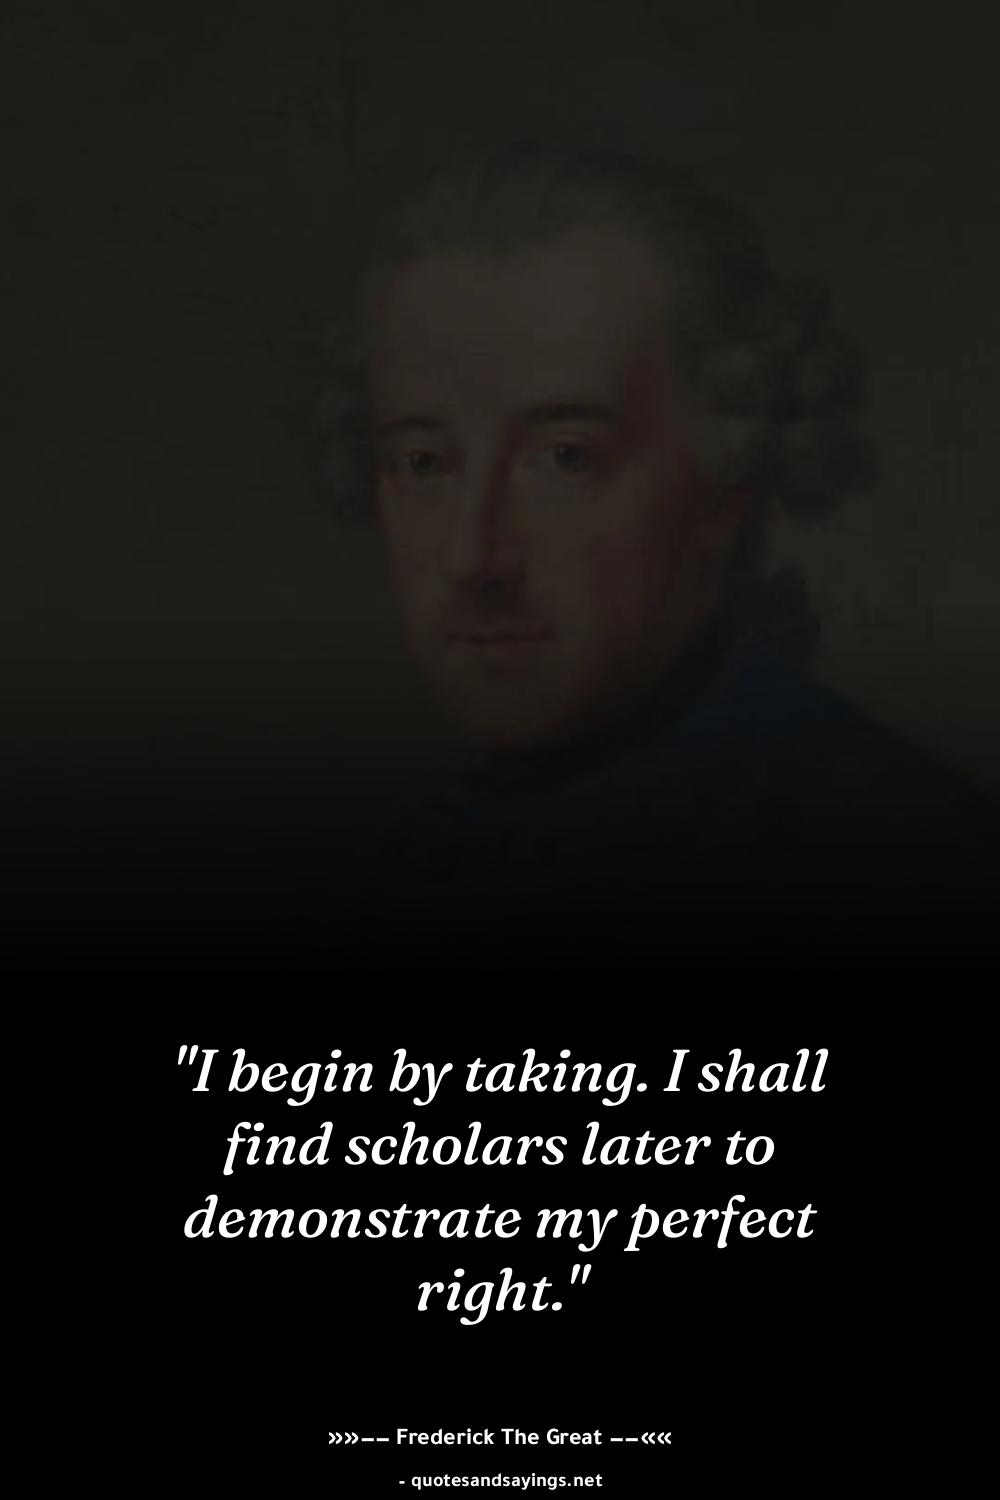 "I begin by taking. I shall
find scholars later to
demonstrate my perfect
right."
»»–– Frederick The Great ––««
- quotesandsayings.net